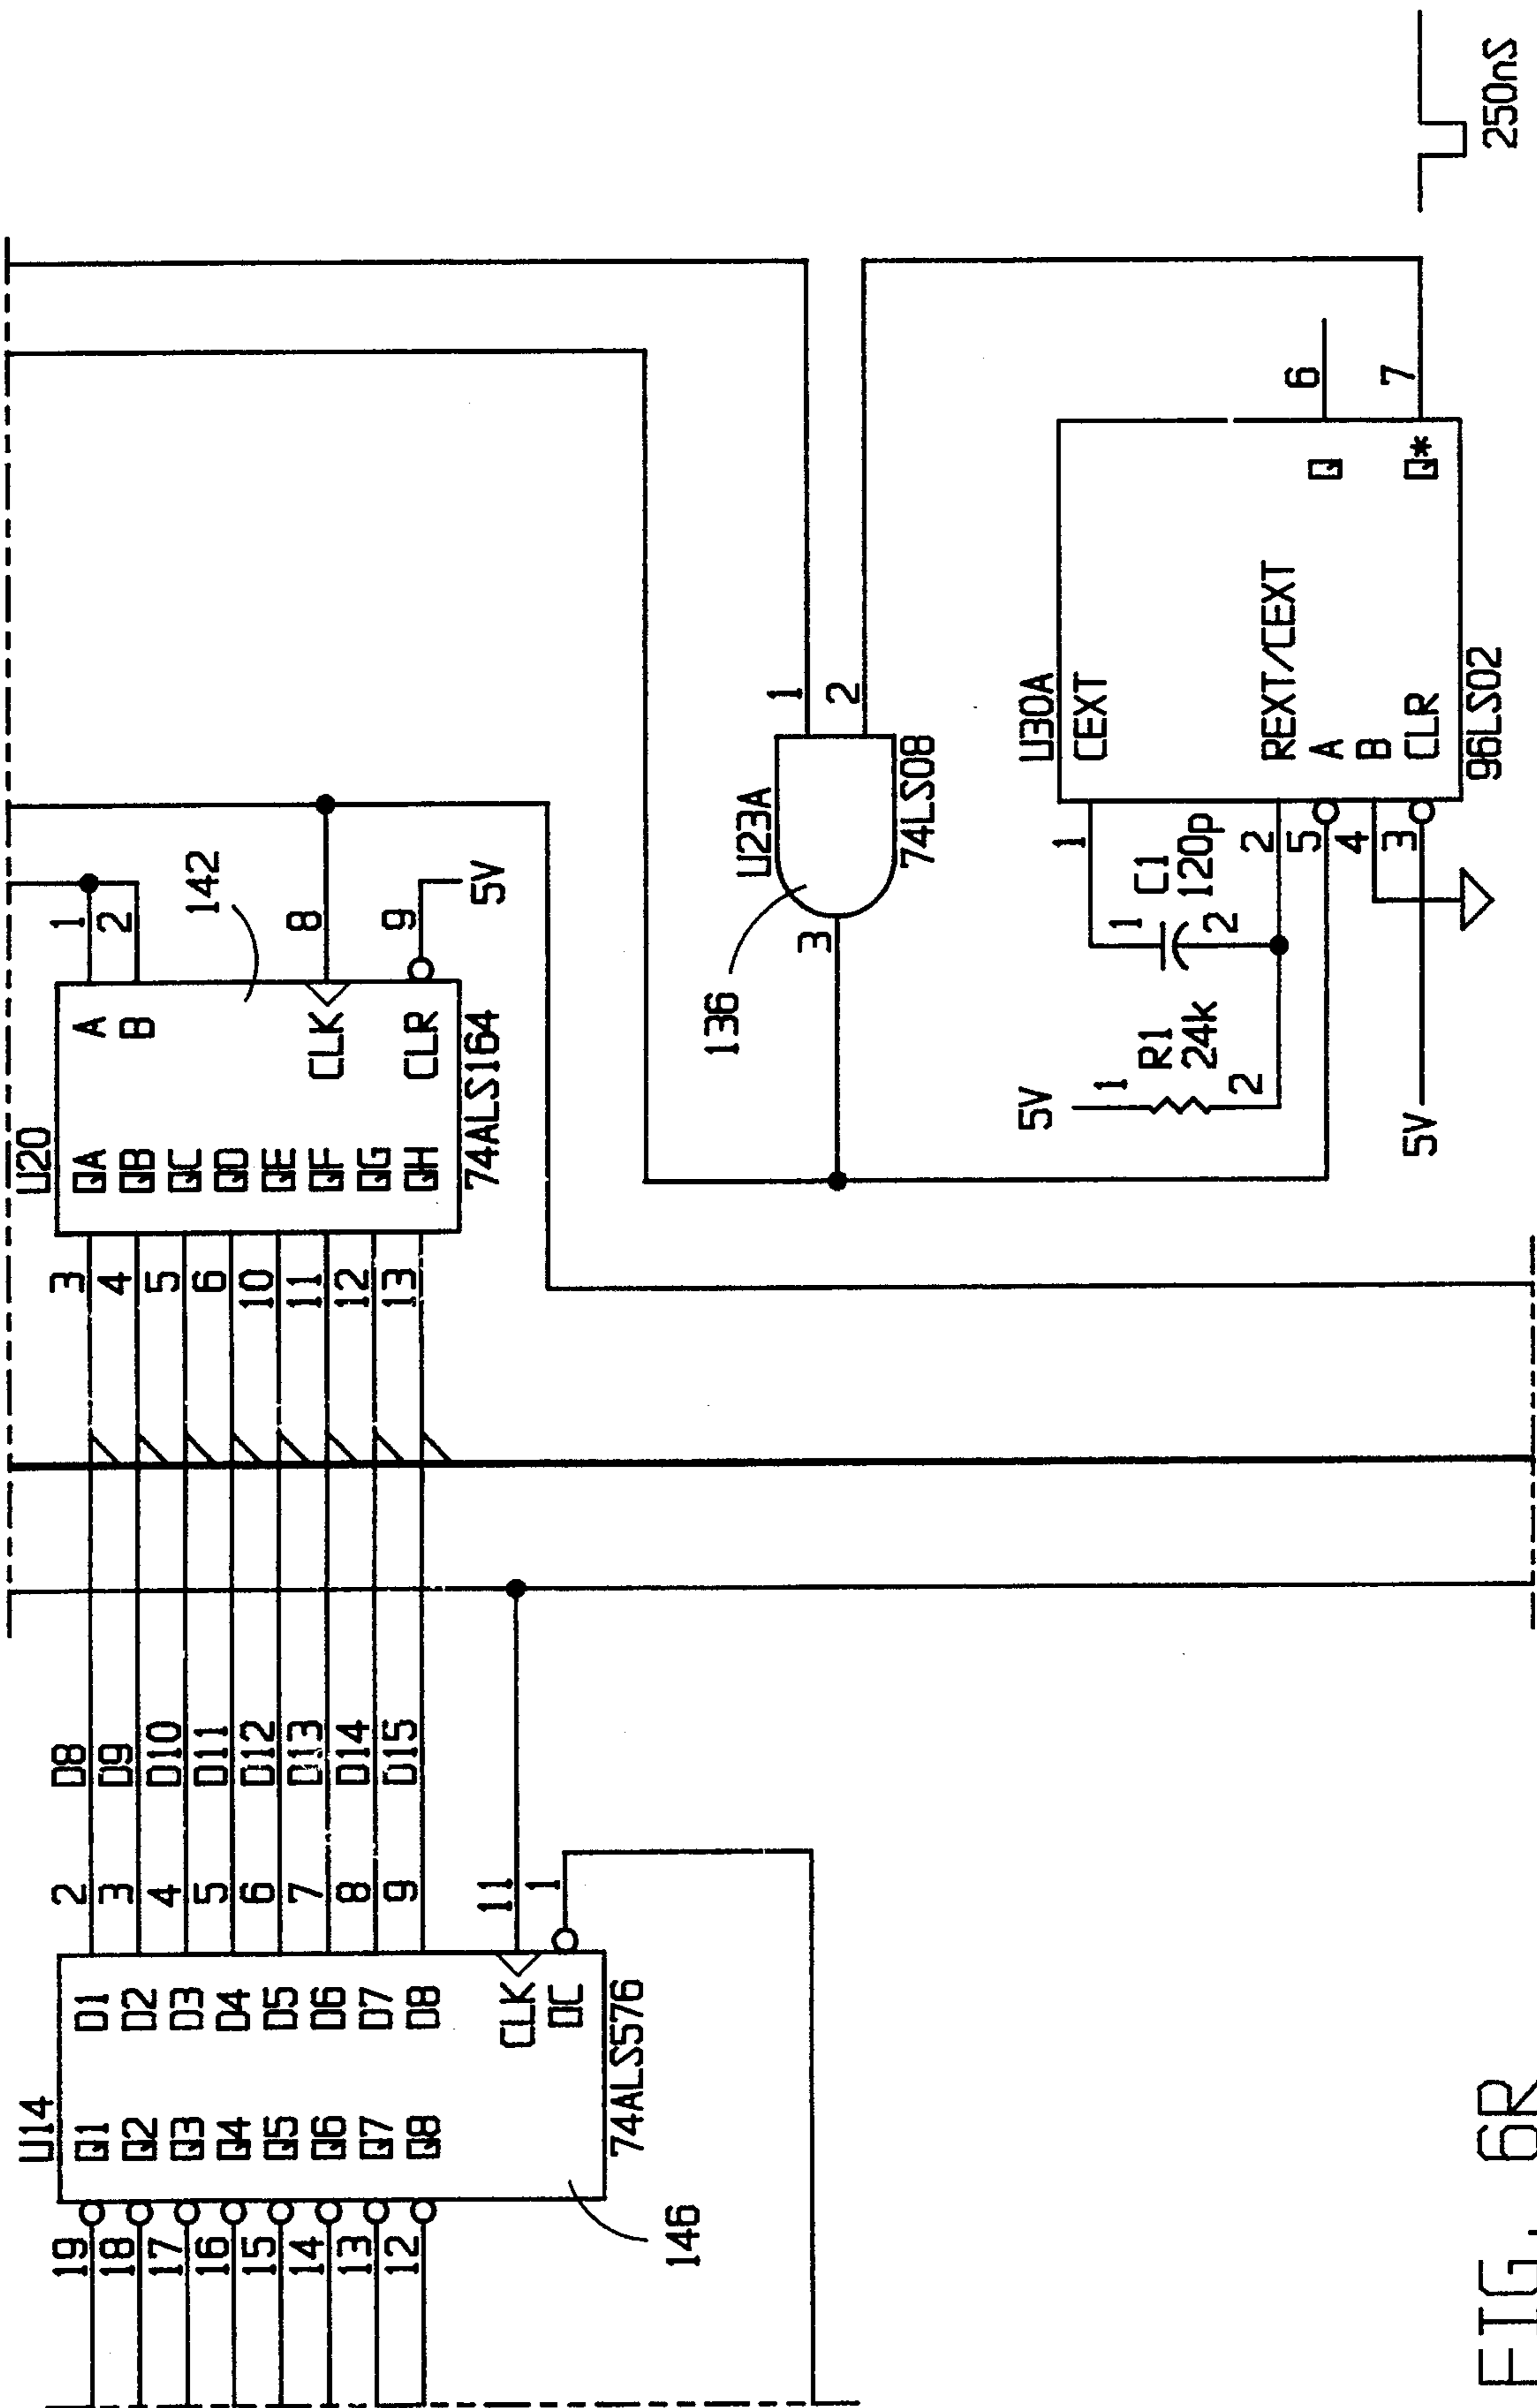 U14
19 Q1 D1 2 D8
18 Q2 D2 3 D9
17 Q3 D3 4 D10
16 Q4 D4 5 D11
15 Q5 D5 6 D12
14 Q6 D6 7 D13
13 Q7 D7 8 D14
12 Q8 D8 9 D15
CLK 11
OC 1
74ALS576
146
U20
3 QA A 1
4 QB B 2
5 QC
6 QD
10 QE
11 QF CLK 8
12 QG
13 QH CLR 9
74ALS164
5V
142
136
U23A
3
1
2
74LS08
5V
1
R1
24k
2
1
C1
120p
2
5V
U30A
1 CEXT
2 REXT/CEXT
5 A Q 6
4 B
3 CLR Q* 7
96LS02
250nS
FIG. 6R